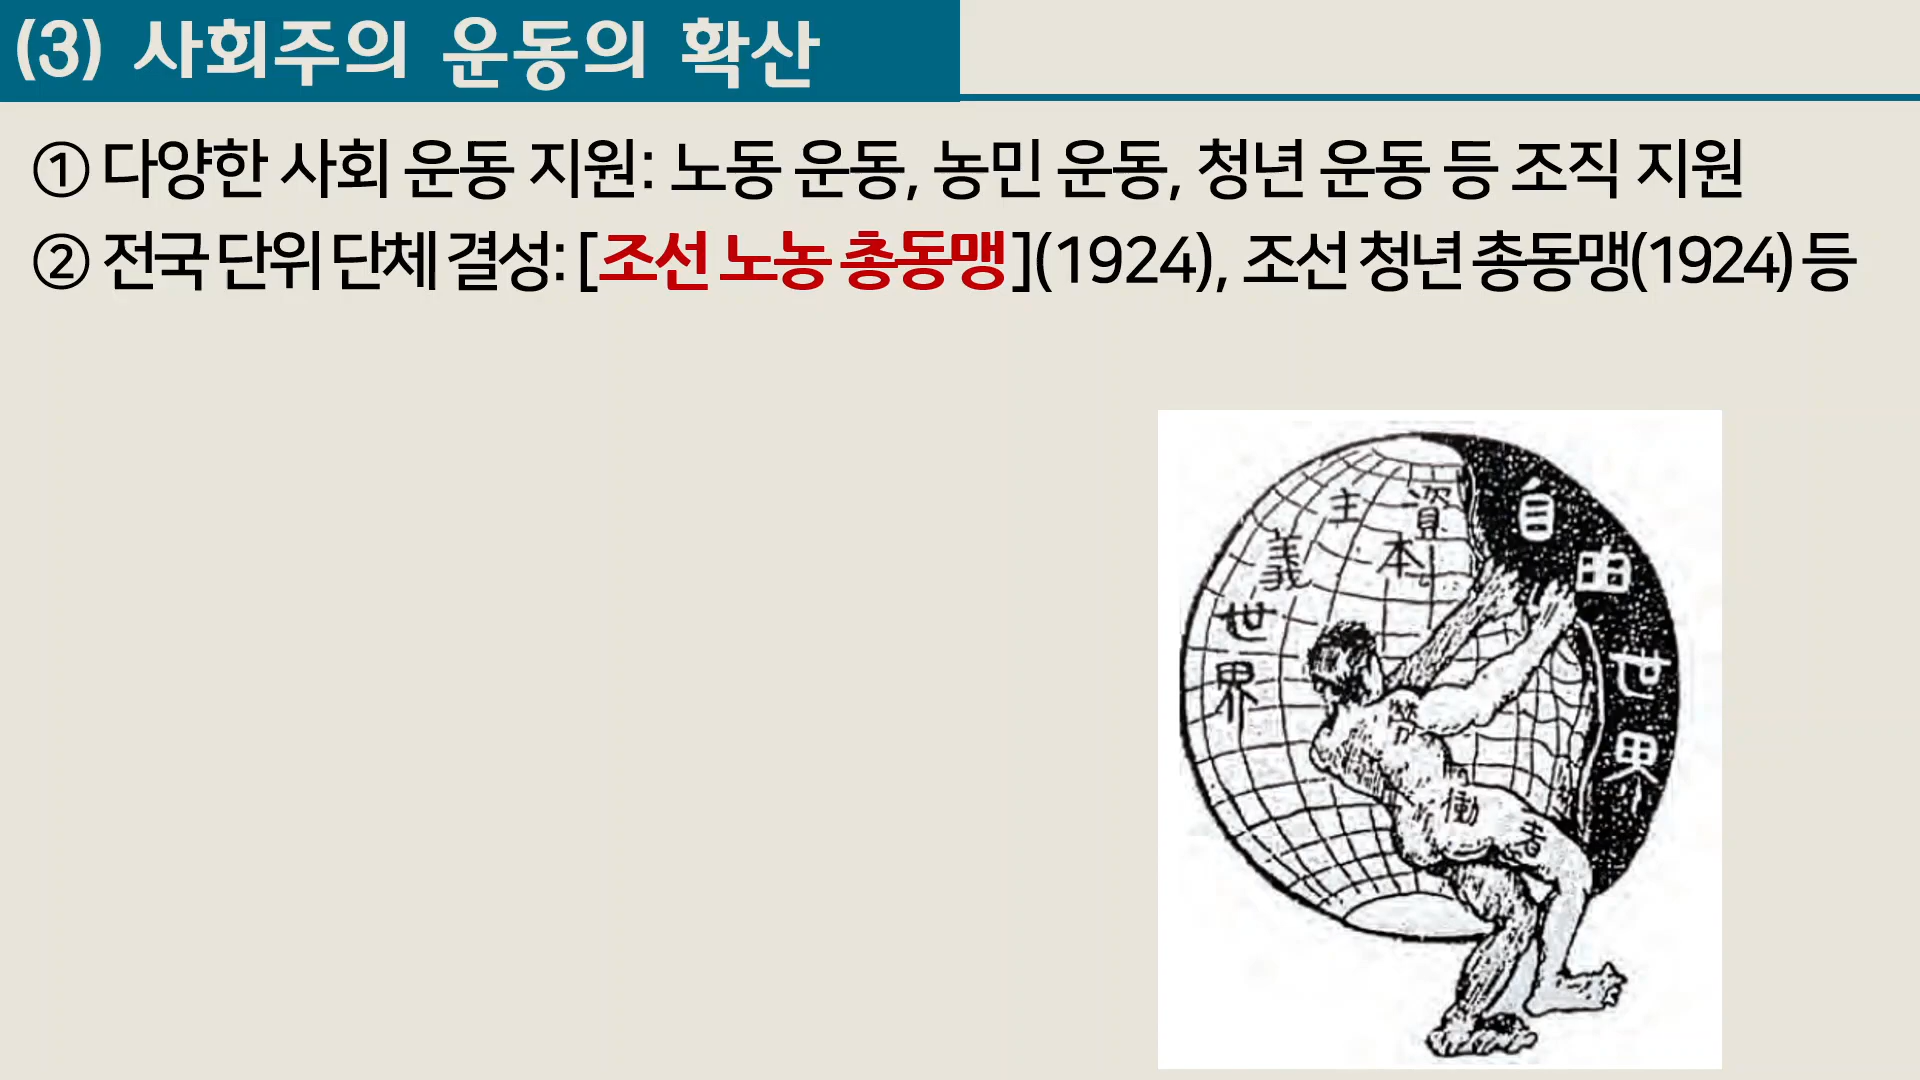 (3) 사회주의 운동의 확산
① 다양한 사회 운동 지원: 노동 운동, 농민 운동, 청년 운동 등 조직 지원
② 전국 단위 단체 결성: [조선 노농 총동맹](1924), 조선 청년 총동맹(1924) 등
資本
主義
世界
自由世界
勞働者